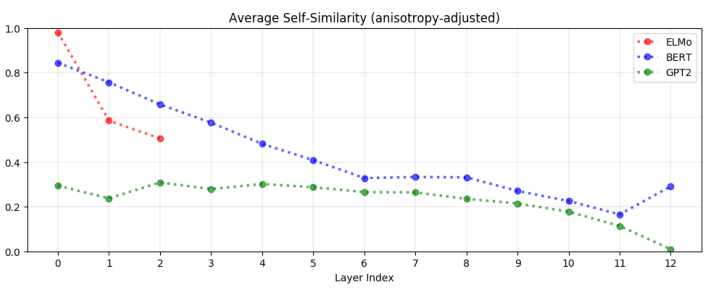 Average Self-Similarity (anisotropy-adjusted)
1.0
0.8
0.6
0.4
0.2
0.0
ELMo
BERT
GPT2
0 1 2 3 4 5 6 7 8 9 10 11 12
Layer Index